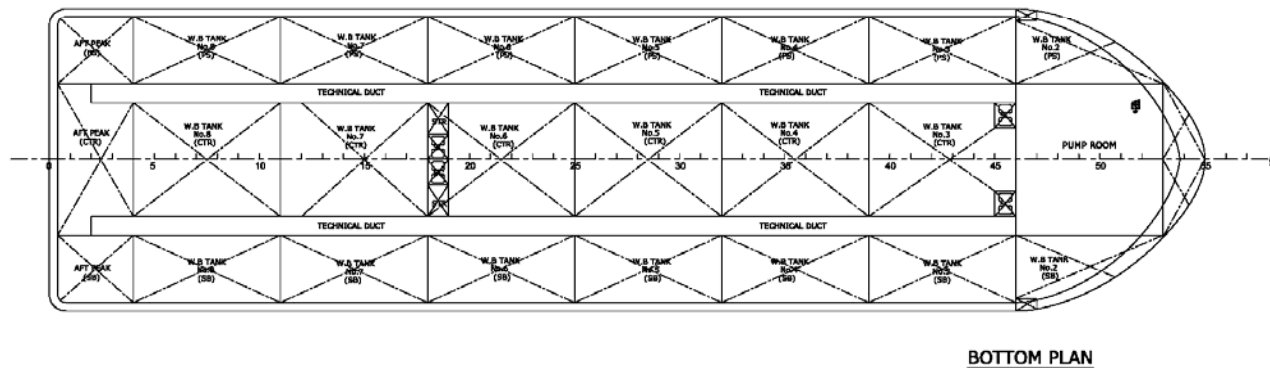 AFT PEAK
(PS)
W.B TANK
No.8
(PS)
W.B TANK
No.7
(PS)
W.B TANK
No.6
(PS)
W.B TANK
No.5
(PS)
W.B TANK
No.4
(PS)
W.B TANK
No.3
(PS)
W.B TANK
No.2
(PS)
TECHNICAL DUCT
TECHNICAL DUCT
AFT PEAK
(CTR)
W.B TANK
No.8
(CTR)
W.B TANK
No.7
(CTR)
W.B TANK
No.6
(CTR)
W.B TANK
No.5
(CTR)
W.B TANK
No.4
(CTR)
W.B TANK
No.3
(CTR)
PUMP ROOM
0 5 10 15 20 25 30 35 40 45 50 55
TECHNICAL DUCT
TECHNICAL DUCT
AFT PEAK
(SB)
W.B TANK
No.8
(SB)
W.B TANK
No.7
(SB)
W.B TANK
No.6
(SB)
W.B TANK
No.5
(SB)
W.B TANK
No.4
(SB)
W.B TANK
No.3
(SB)
W.B TANK
No.2
(SB)
BOTTOM PLAN